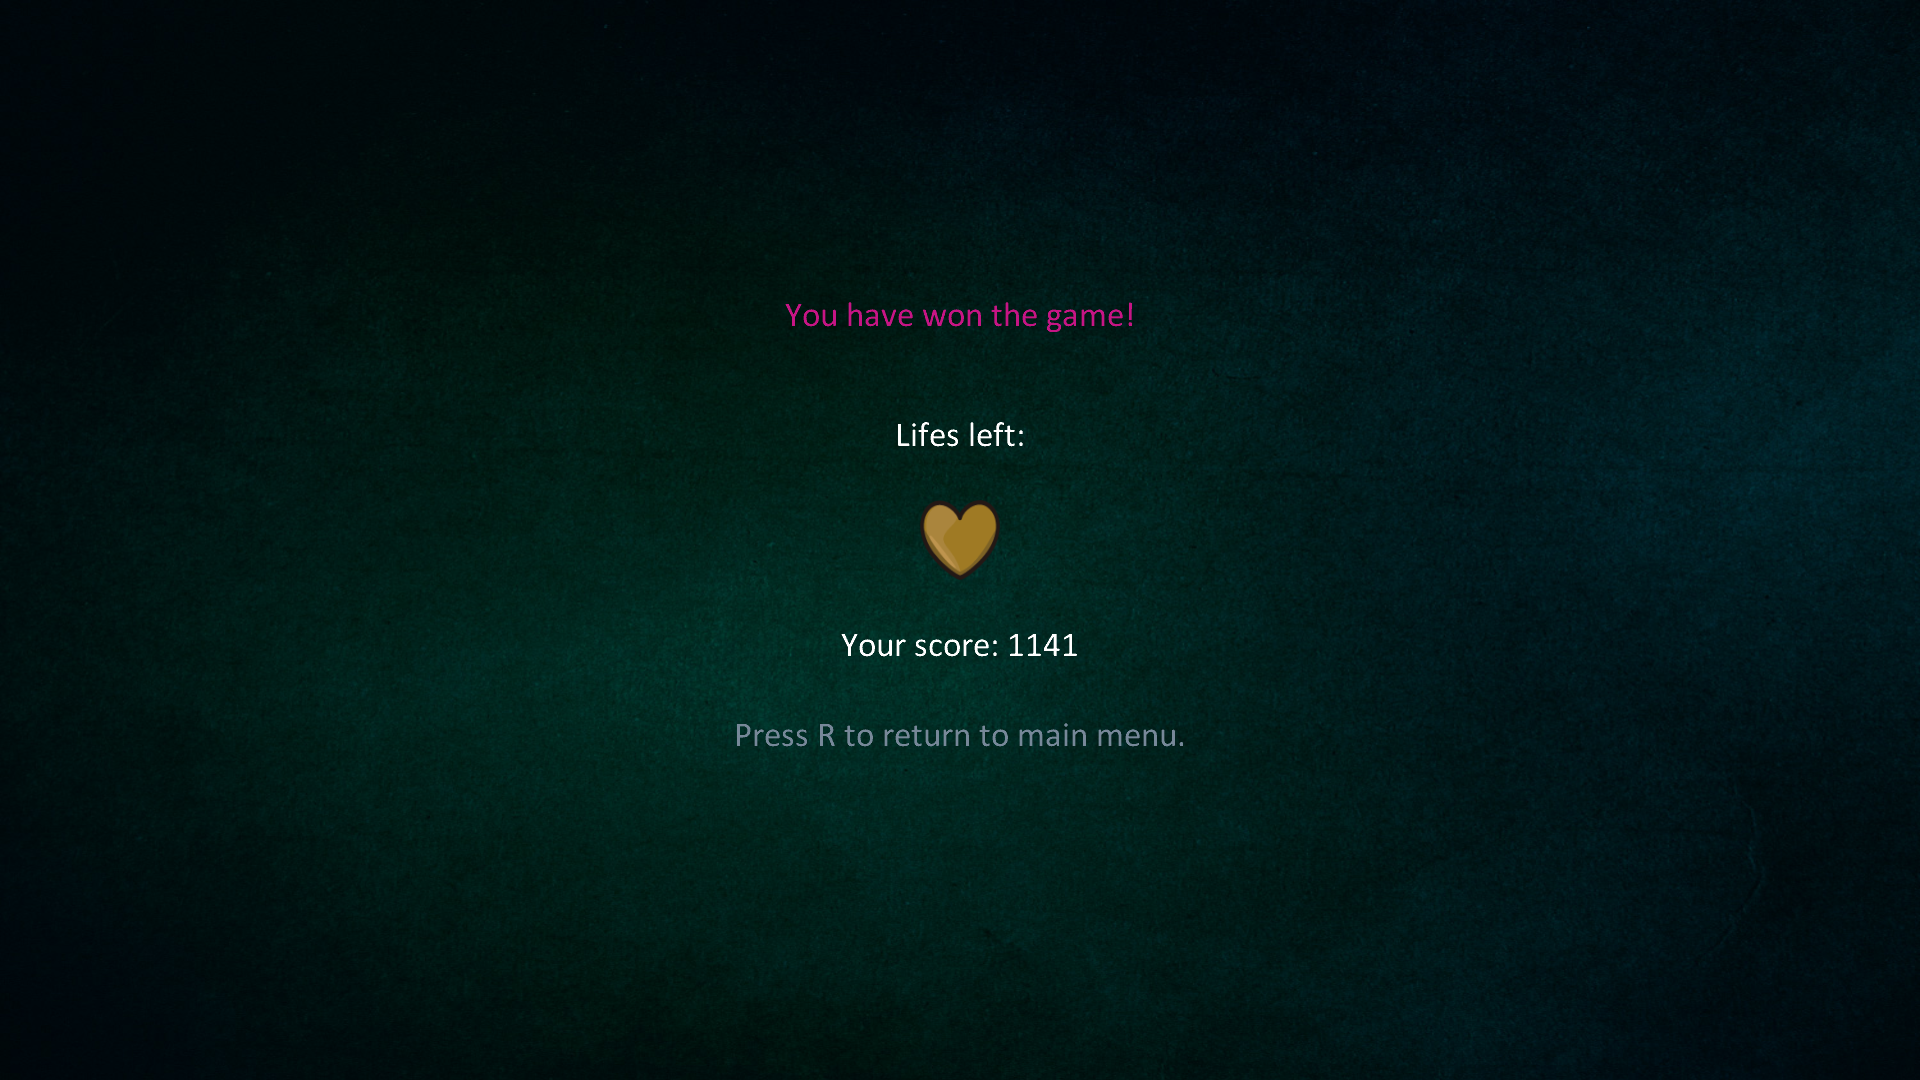 You have won the game!
Lifes left:
Your score: 1141
Press R to return to main menu.